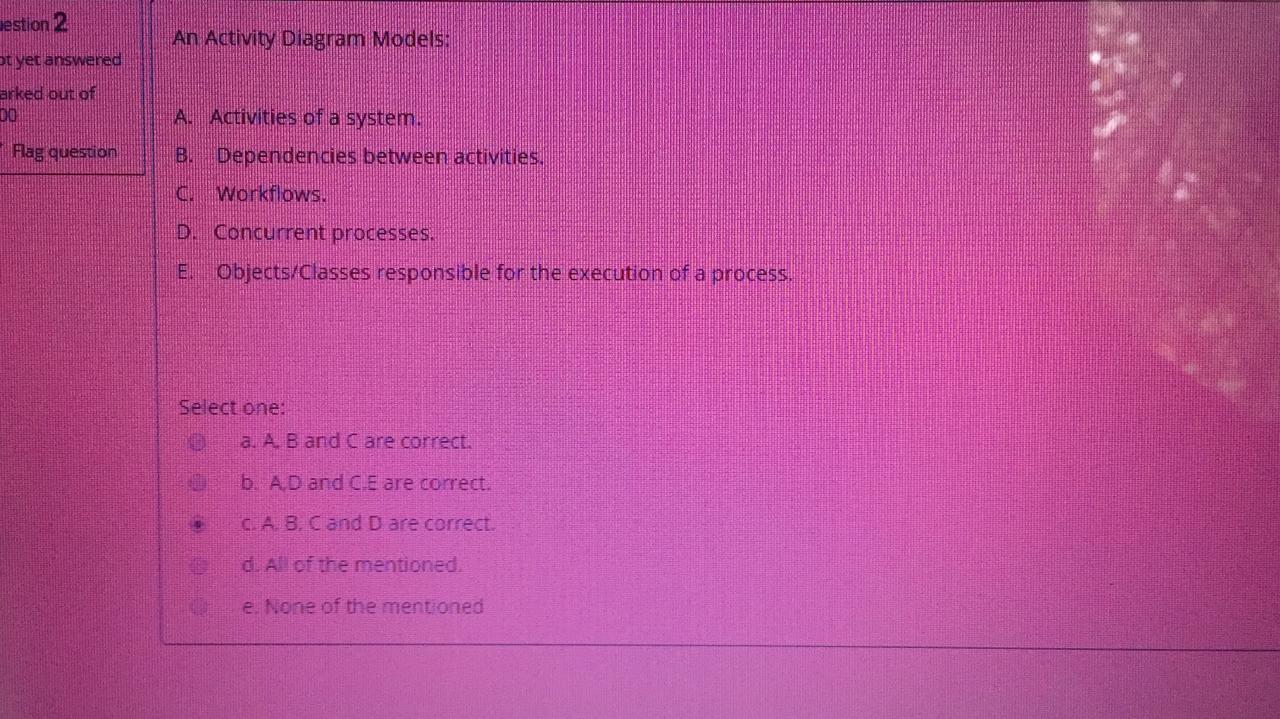 estion 2
ot yet answered
arked out of
00
Flag question
An Activity Diagram Models:
A. Activities of a system.
B. Dependencies between activities.
C. Workflows.
D. Concurrent processes.
E. Objects/Classes responsible for the execution of a process.
Select one:
a. A, B and C are correct.
b. A,D and C,E are correct.
c. A, B, C and D are correct.
d. All of the mentioned.
e. None of the mentioned